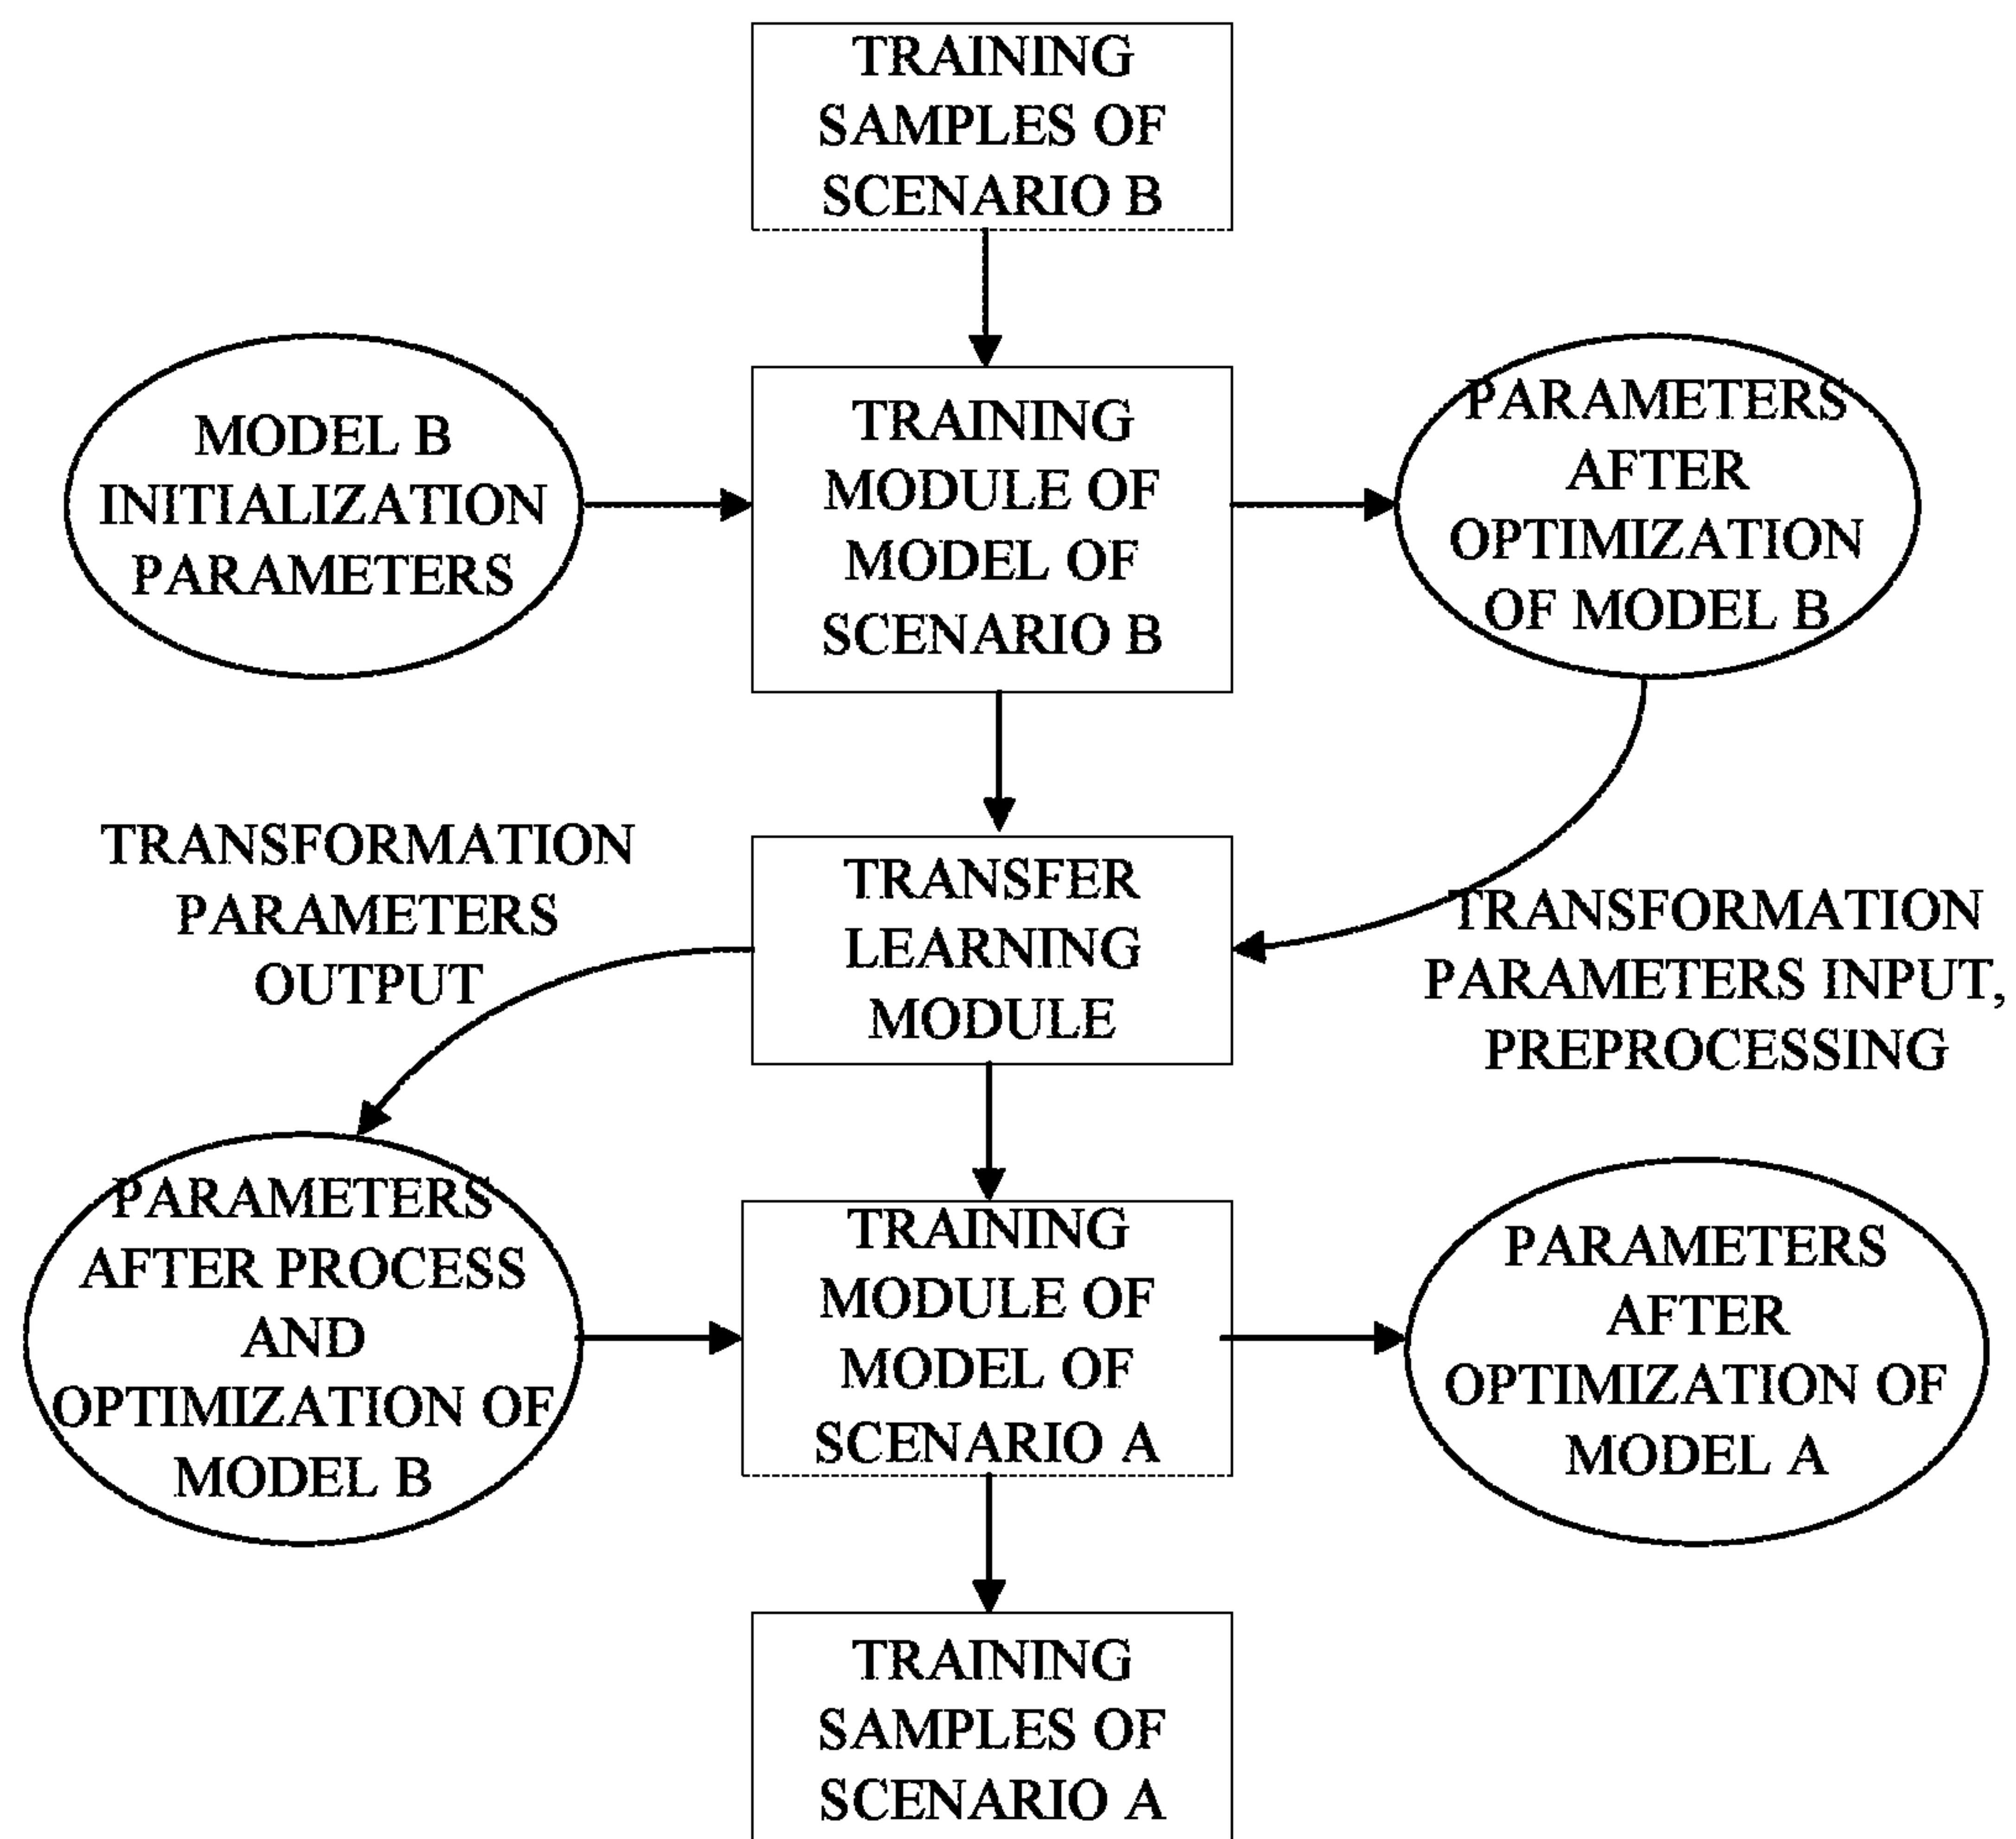 TRAINING
SAMPLES OF
SCENARIO B
MODEL B
INITIALIZATION
PARAMETERS
TRAINING
MODULE OF
MODEL OF
SCENARIO B
PARAMETERS
AFTER
OPTIMIZATION
OF MODEL B
TRANSFORMATION
PARAMETERS
OUTPUT
TRANSFER
LEARNING
MODULE
TRANSFORMATION
PARAMETERS INPUT,
PREPROCESSING
PARAMETERS
AFTER PROCESS
AND
OPTIMIZATION OF
MODEL B
TRAINING
MODULE OF
MODEL OF
SCENARIO A
PARAMETERS
AFTER
OPTIMIZATION OF
MODEL A
TRAINING
SAMPLES OF
SCENARIO A